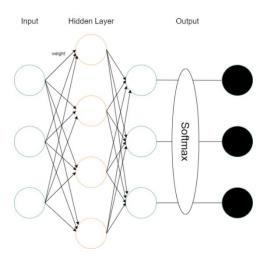 Input
Hidden Layer
Output
weight
Softmax